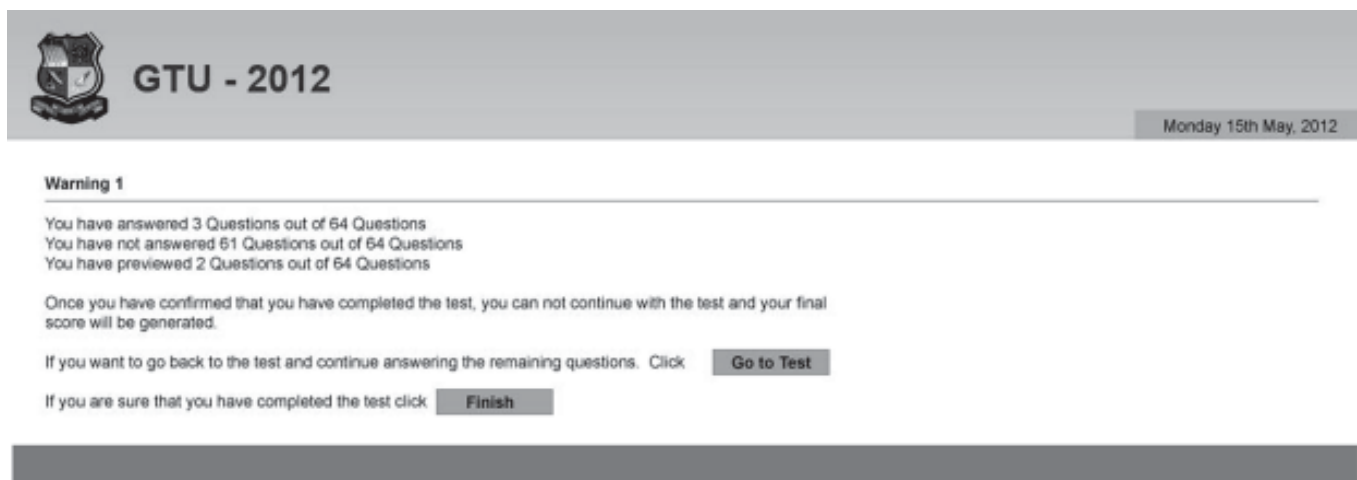 GTU - 2012
Monday 15th May, 2012
Warning 1
You have answered 3 Questions out of 64 Questions
You have not answered 61 Questions out of 64 Questions
You have previewed 2 Questions out of 64 Questions
Once you have confirmed that you have completed the test, you can not continue with the test and your final
score will be generated.
If you want to go back to the test and continue answering the remaining questions. Click Go to Test
If you are sure that you have completed the test click Finish